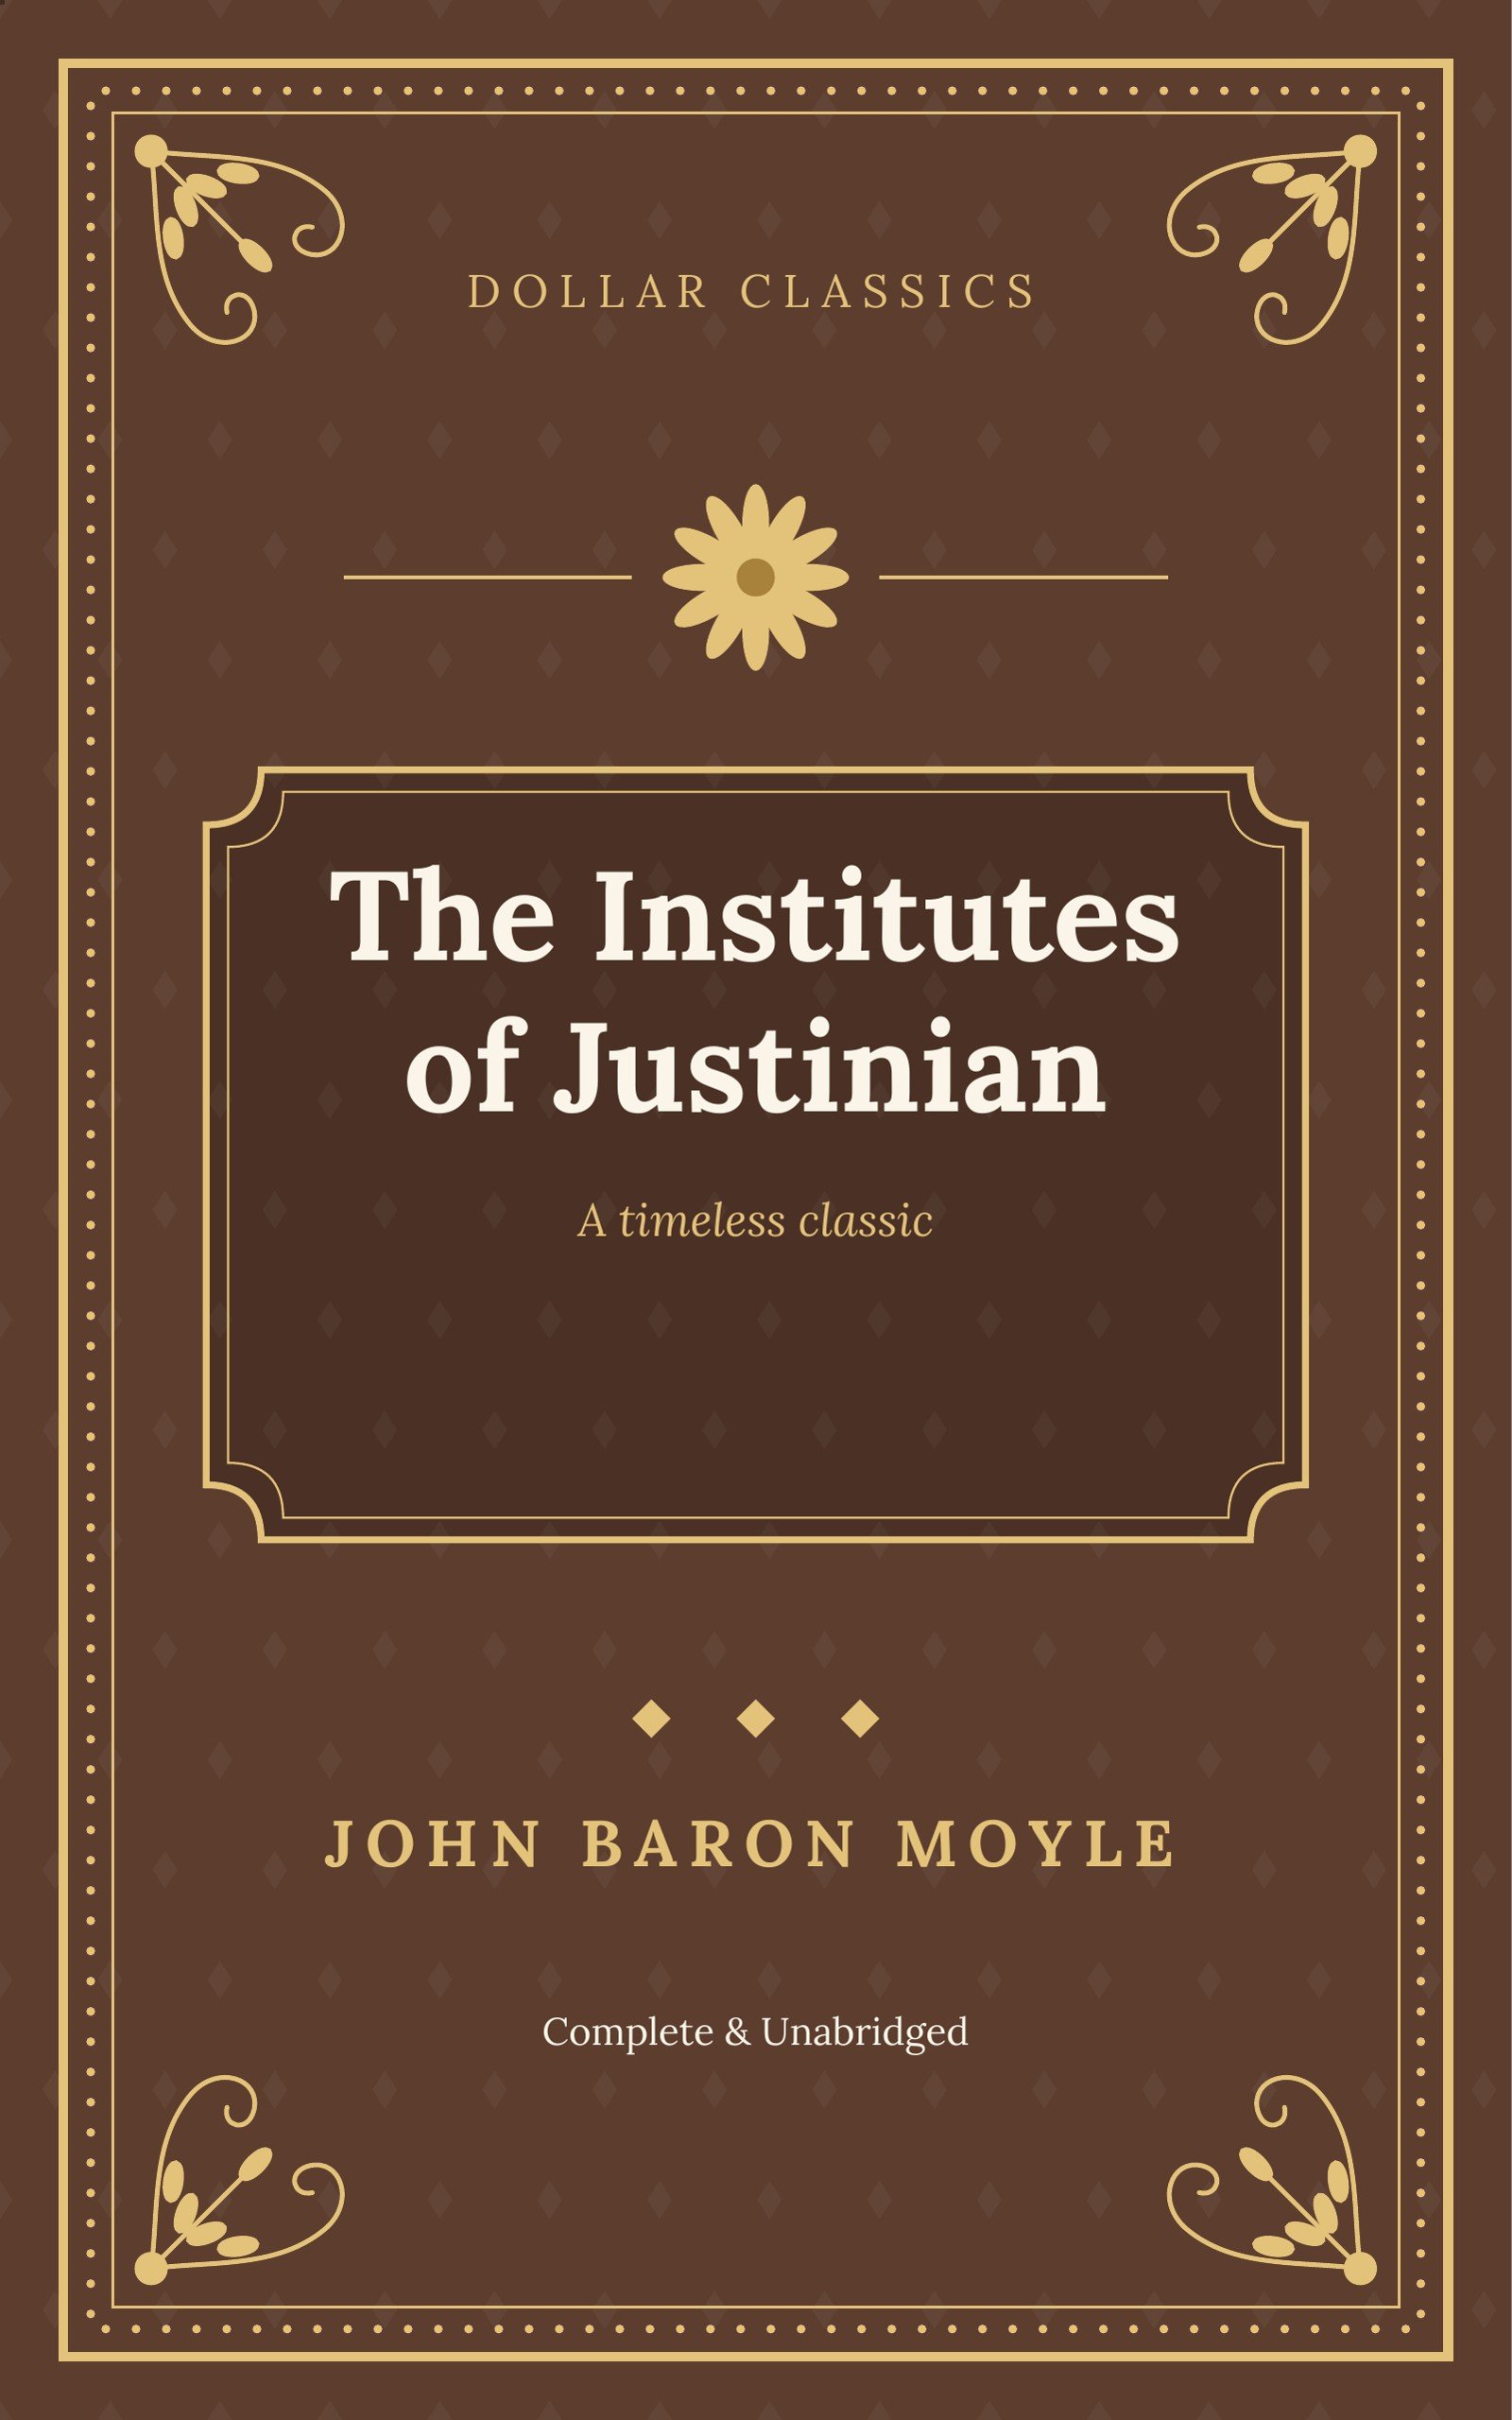 DOLLAR CLASSICS
The Institutes
of Justinian
A timeless classic
JOHN BARON MOYLE
Complete & Unabridged